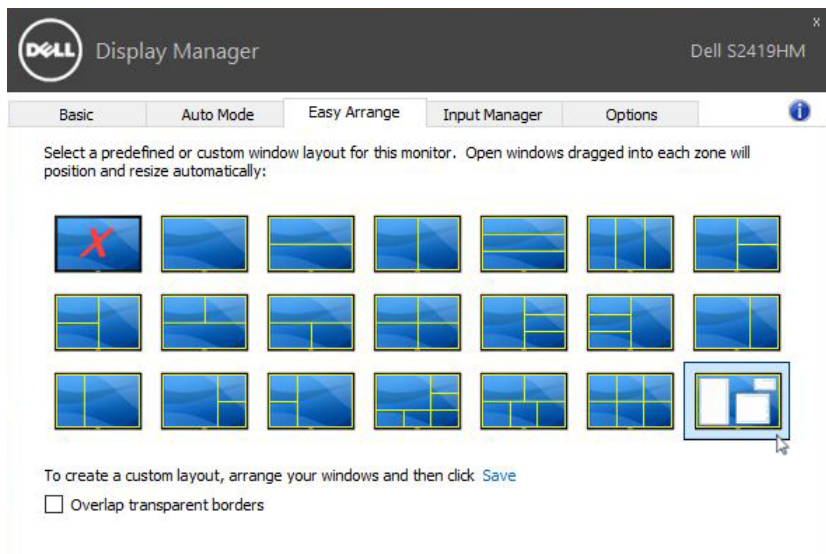 x
DELL Display Manager Dell S2419HM
Basic Auto Mode Easy Arrange Input Manager Options i
Select a predefined or custom window layout for this monitor. Open windows dragged into each zone will
position and resize automatically:
X
To create a custom layout, arrange your windows and then click Save
Overlap transparent borders